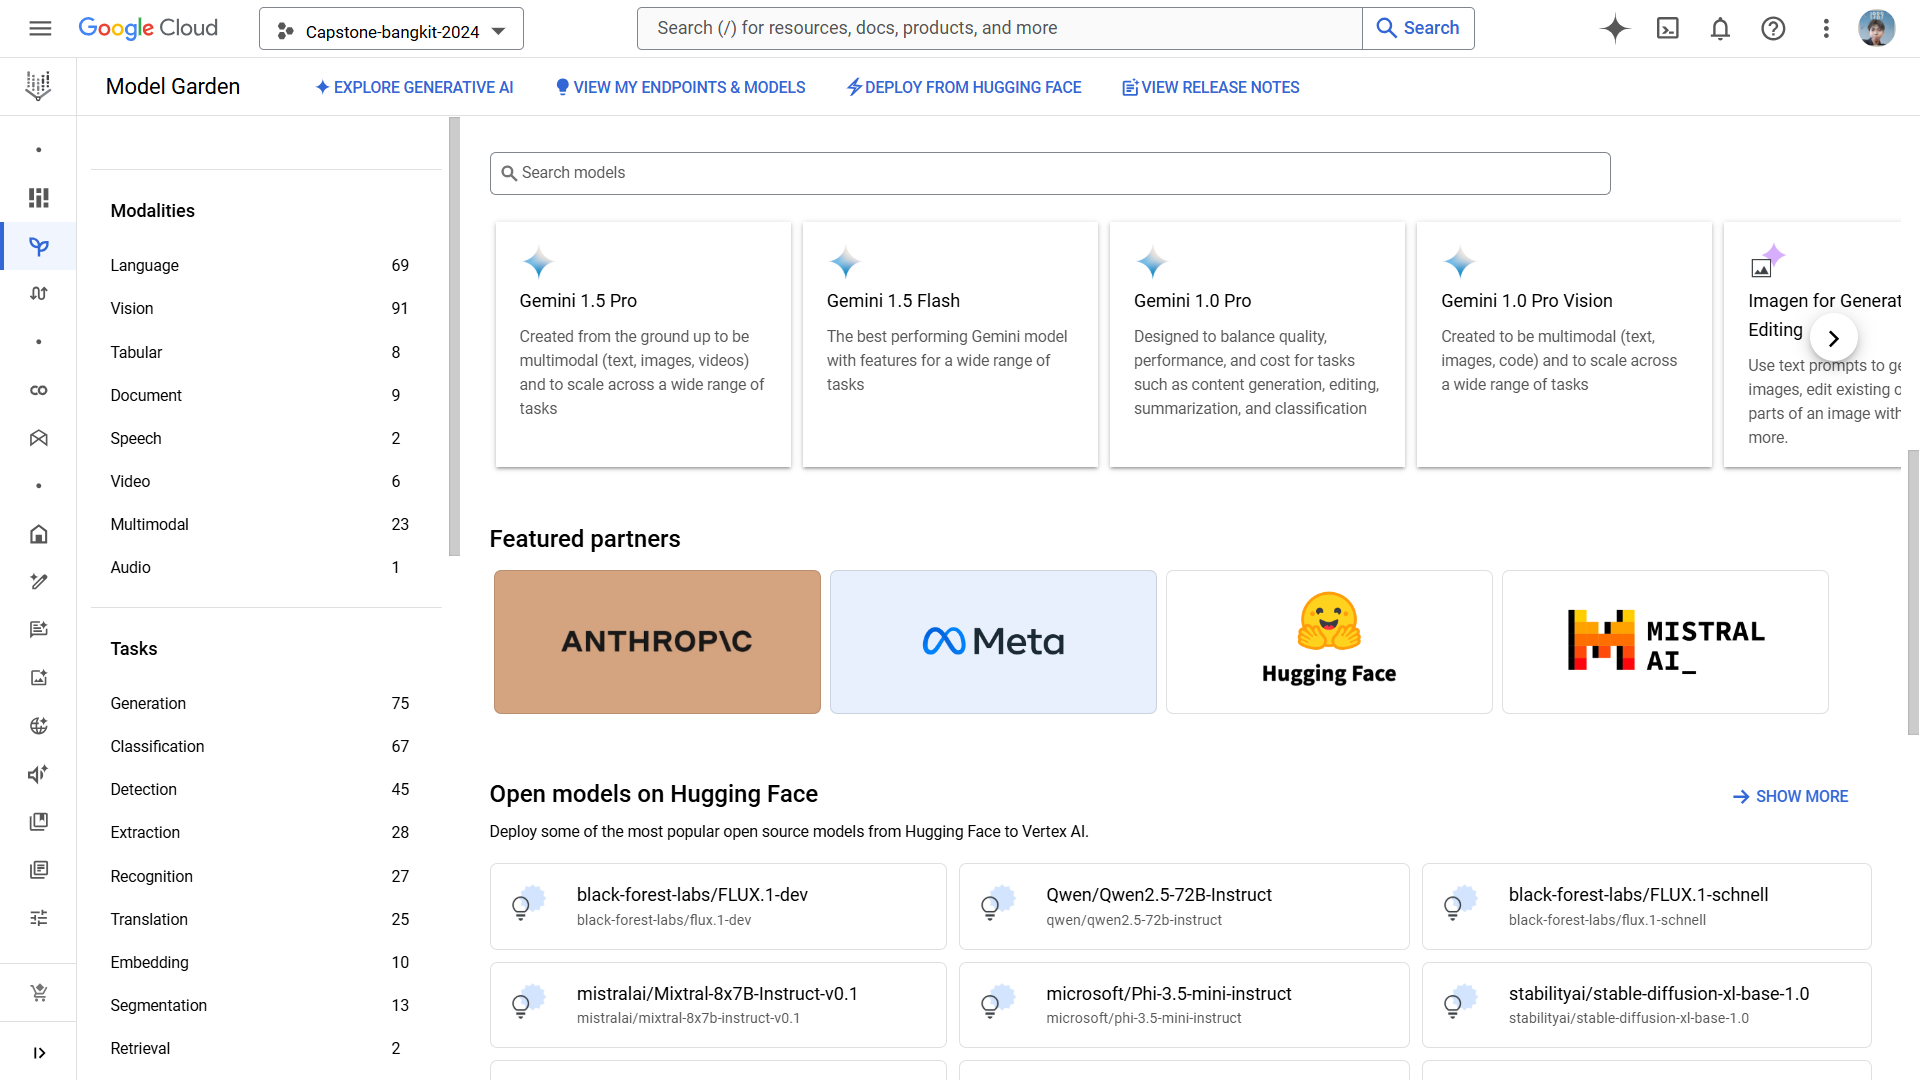 Google Cloud
Capstone-bangkit-2024
Search (/) for resources, docs, products, and more
Search
Model Garden
EXPLORE GENERATIVE AI
VIEW MY ENDPOINTS & MODELS
DEPLOY FROM HUGGING FACE
VIEW RELEASE NOTES
Modalities
Language 69
Vision 91
Tabular 8
Document 9
Speech 2
Video 6
Multimodal 23
Audio 1
Tasks
Generation 75
Classification 67
Detection 45
Extraction 28
Recognition 27
Translation 25
Embedding 10
Segmentation 13
Retrieval 2
Search models
Gemini 1.5 Pro
Created from the ground up to be
multimodal (text, images, videos)
and to scale across a wide range of
tasks
Gemini 1.5 Flash
The best performing Gemini model
with features for a wide range of
tasks
Gemini 1.0 Pro
Designed to balance quality,
performance, and cost for tasks
such as content generation, editing,
summarization, and classification
Gemini 1.0 Pro Vision
Created to be multimodal (text,
images, code) and to scale across
a wide range of tasks
Imagen for Generat
Editing
Use text prompts to ge
images, edit existing o
parts of an image with
more.
Featured partners
ANTHROP\C
Meta
Hugging Face
MISTRAL
AI_
Open models on Hugging Face
SHOW MORE
Deploy some of the most popular open source models from Hugging Face to Vertex AI.
black-forest-labs/FLUX.1-dev
black-forest-labs/flux.1-dev
Qwen/Qwen2.5-72B-Instruct
qwen/qwen2.5-72b-instruct
black-forest-labs/FLUX.1-schnell
black-forest-labs/flux.1-schnell
mistralai/Mixtral-8x7B-Instruct-v0.1
mistralai/mixtral-8x7b-instruct-v0.1
microsoft/Phi-3.5-mini-instruct
microsoft/phi-3.5-mini-instruct
stabilityai/stable-diffusion-xl-base-1.0
stabilityai/stable-diffusion-xl-base-1.0